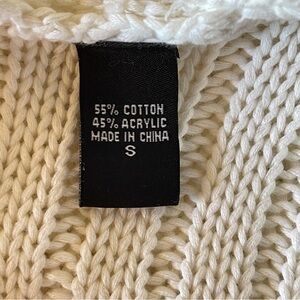 55% COTTON
45% ACRYLIC
MADE IN CHINA
S